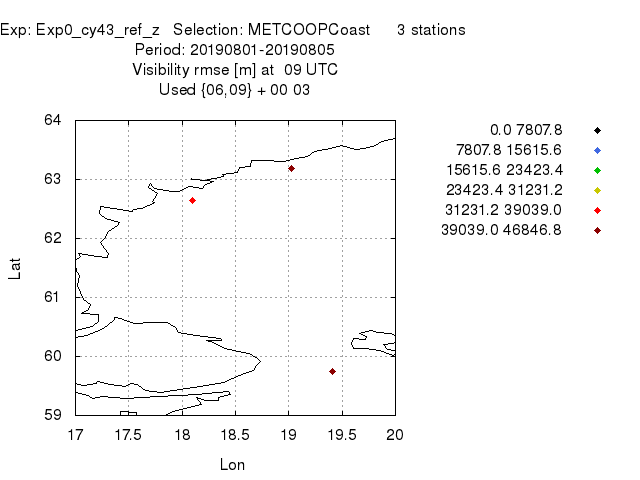 Exp: Exp0_cy43_ref_z Selection: METCOOPCoast 3 stations
Period: 20190801-20190805
Visibility rmse [m] at 09 UTC
Used {06,09} + 00 03
0.0 7807.8
7807.8 15615.6
15615.6 23423.4
23423.4 31231.2
31231.2 39039.0
39039.0 46846.8
64
63
62
61
60
59
Lat
17 17.5 18 18.5 19 19.5 20
Lon